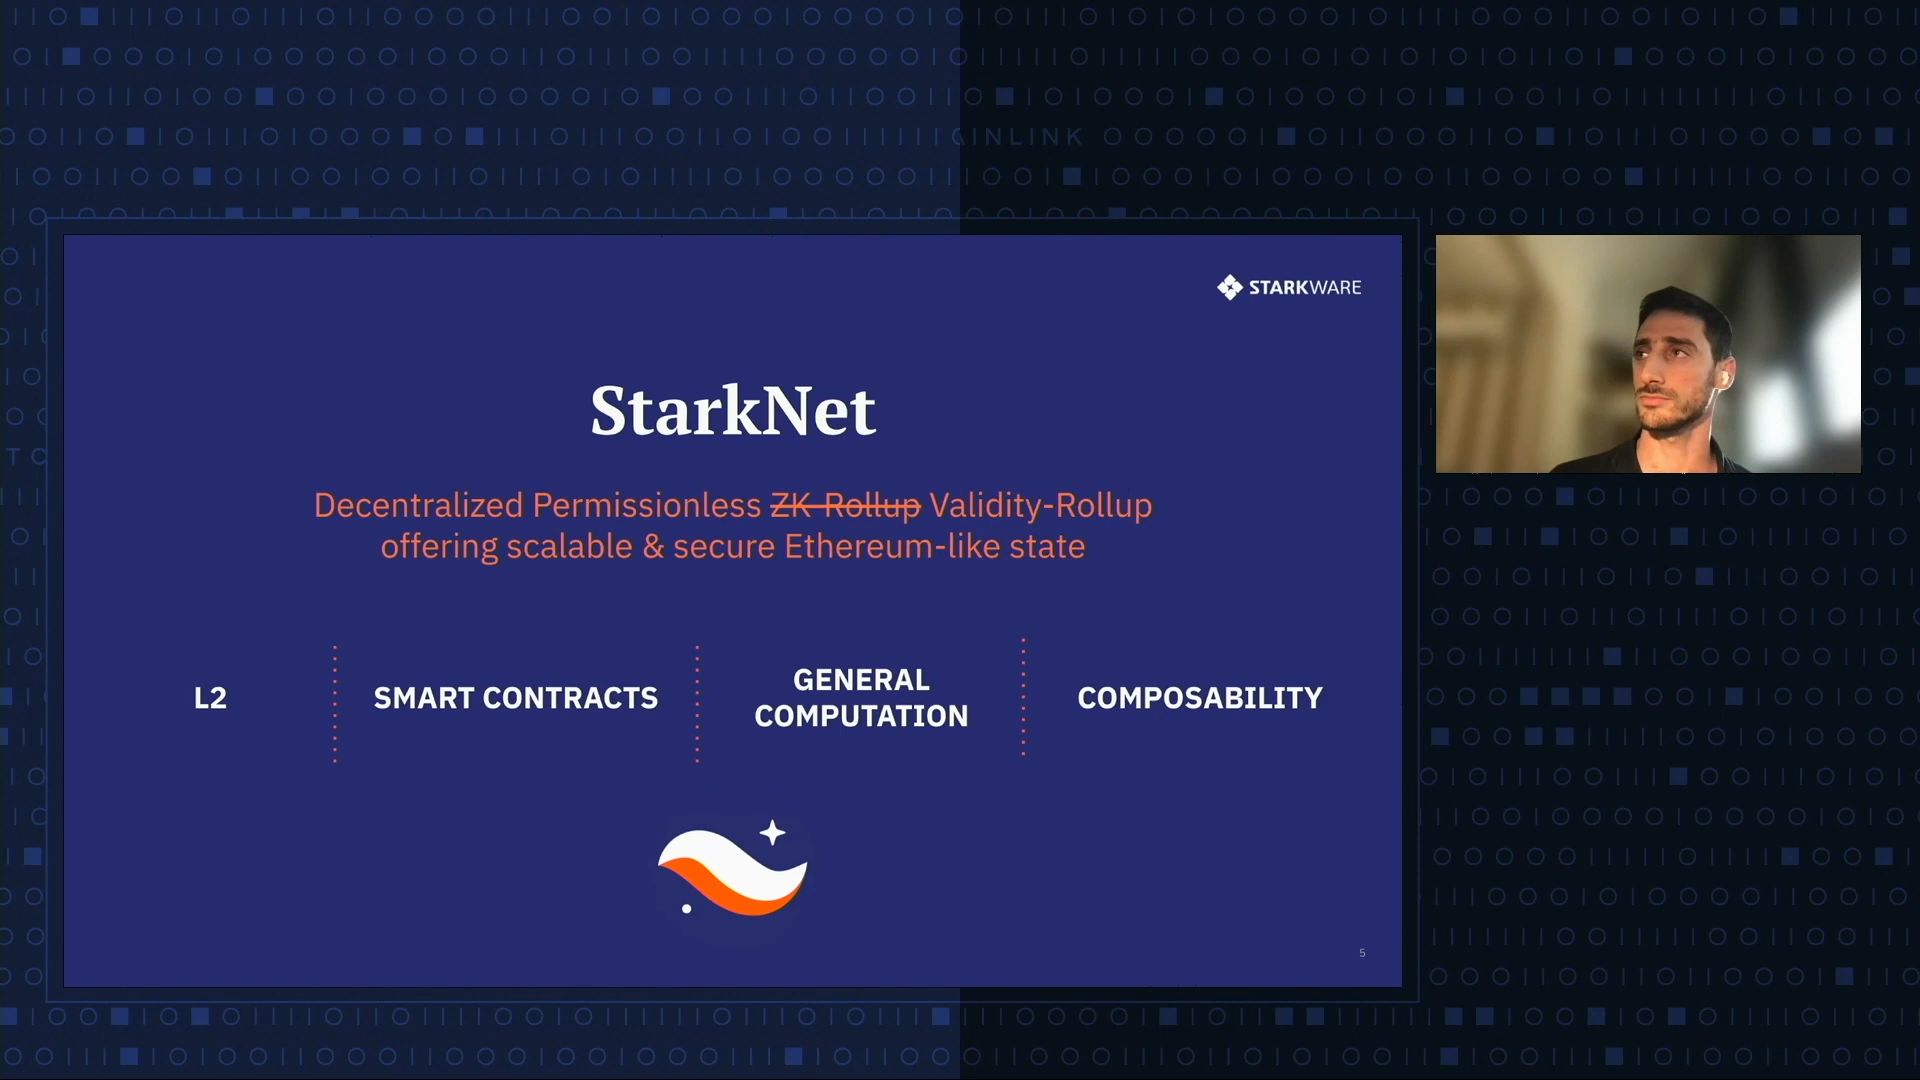 INLINK
STARKWARE
StarkNet
Decentralized Permissionless ZK-Rollup Validity-Rollup
offering scalable & secure Ethereum-like state
L2
SMART CONTRACTS
GENERAL
COMPUTATION
COMPOSABILITY
5